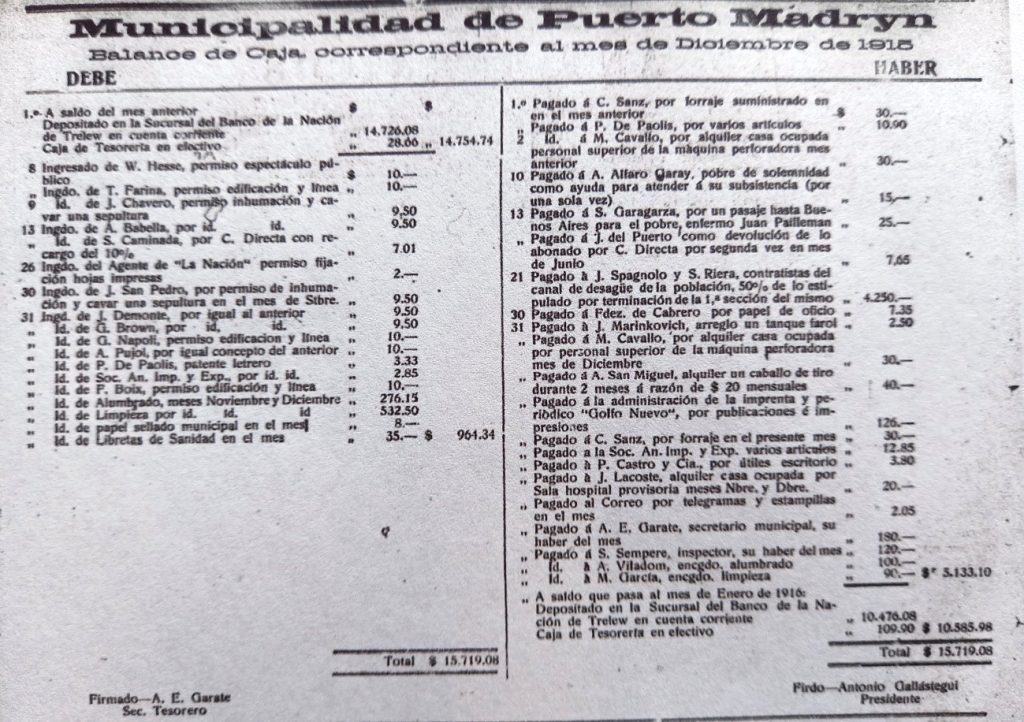 Municipalidad de Puerto Madryn
Balance de Caja, correspondiente al mes de Diciembre de 1915
DEBE
HABER
1.º A saldo del mes anterior $ $
Depositado en la Sucursal del Banco de la Nación
de Trelew en cuenta corriente „ 14.726.08
Caja de Tesorería en efectivo „ 28.66 „ 14.754.74
8 Ingresado de W. Hesse, permiso espectáculo pú-
blico $ 10.—
„ Ingdo. de T. Farina, permiso edificación y línea „ 10.—
9 Id. de J. Chavero, permiso inhumación y ca-
var una sepultura „ 9,50
13 Ingdo. de A. Babella, por id. id. „ 9.50
„ Id. de S. Caminada, por C. Directa con re-
cargo del 10% „ 7.01
26 Ingdo. del Agente de "La Nación" permiso fija-
ción hojas impresas „ 2.—
30 Ingdo. de J. San Pedro, por permiso de inhuma-
ción y cavar una sepultura en el mes de Stbre. „ 9.50
31 Ingd. de J. Demonte, por igual al anterior „ 9.50
„ Id. de G. Brown, por id. id. „ 9.50
„ Id. de G. Napoli, permiso edificacion y línea „ 10.—
„ Id. de A. Pujol, por igual concepto del anterior „ 10.—
„ Id. de P. De Paolis, patente letrero „ 3.33
„ Id. de Soc. An. Imp. y Exp., por id. id. „ 2.85
„ Id. de F. Boix, permiso edificación y línea „ 10.—
„ Id. de Alumbrado, meses Noviembre y Diciembre „ 276.15
„ Id. de Limpieza por id. Id. id „ 532.50
„ Id. de papel sellado municipal en el mes „ 8.—
„ Id. de Libretas de Sanidad en el mes „ 35.— $ 964.34
Total $ 15.719.08
Firmado—A. E. Garate
Sec. Tesorero
1.º Pagado á C. Sanz, por forraje suministrado en
en el mes anterior $ 30.—
„ Pagado á P. De Paolis, por varios artículos „ 10.90
2 Id. á M. Cavallo, por alquiler casa ocupada
personal superior de la máquina perforadora mes
anterior „ 30.—
10 Pagado á A. Alfaro Garay, pobre de solemnidad
como ayuda para atender á su subsistencia (por
una sola vez) „ 15,—
13 Pagado á S. Garagarza, por un pasaje hasta Bue-
nos Aires para el pobre, enfermo Juan Paifleman „ 25.—
„ Pagado á J. del Puerto como devolución de lo
abonado por C. Directa por segunda vez en mes
de Junio „ 7,65
21 Pagado à J. Spagnolo y S. Riera, contratistas del
canal de desagüe de la población, 50% de lo esti-
pulado por terminación de la 1,ª sección del mismo „ 4.250.—
30 Pagado á Fdez. de Cabrero por papel de oficio „ 7.35
31 Pagado à J. Marinkovich, arreglo un tanque farol „ 2.50
„ Pagado á M. Cavallo, por alquiler casa ocupada
por personal superior de la máquina perforadora
mes de Diciembre „ 30.—
„ Pagado á A. San Miguel, alquiler un caballo de tiro
durante 2 meses á razón de $ 20 mensuales „ 40.—
„ Pagado á la administración de la imprenta y pe-
riòdico "Golfo Nuevo", por publicaciones é im-
presiones „ 126.—
„ Pagado á C. Sanz, por forraje en el presente mes „ 30.—
„ Pagado a la Soc. An. Imp. y Exp. varios articulos „ 12.85
„ Pagado à P. Castro y Cia., por útiles escritorio „ 3.80
„ Pagado à J. Lacoste, alquiler casa ocupada por
Sala hospital provisoria meses Nbre. y Dbre. „ 20.—
„ Pagado al Correo por telegramas y estampillas
en el mes „ 2.05
„ Pagado á A. E. Garate, secretario municipal, su
haber del mes „ 180.—
„ Pagado á S. Sempere, inspector, su haber del mes „ 120.—
„ Id. à A. Viladom, encgdo. alumbrado „ 100.—
„ Id. à M. García, encgdo. limpieza „ 90.— $ 5.133.10
„ A saldo que pasa al mes de Enero de 1916:
Depositado en la Sucursal del Banco de la Na-
ción de Trelew en cuenta corriente „ 10.476.08
Caja de Tesorería en efectivo „ 109.90 $ 10.585.98
Total $ 15.719.08
Firdo—Antonio Gallástegui
Presidente